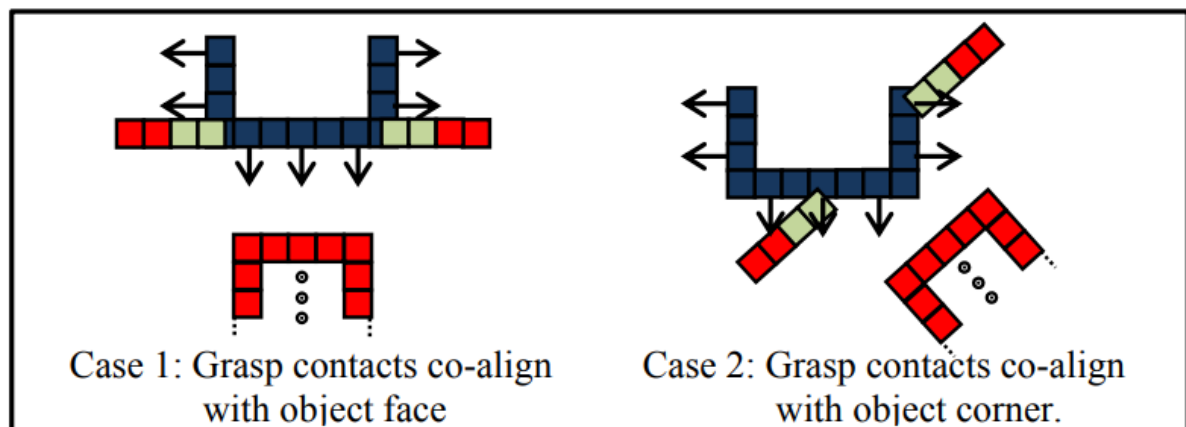 Case 1: Grasp contacts co-align
with object face
Case 2: Grasp contacts co-align
with object corner.